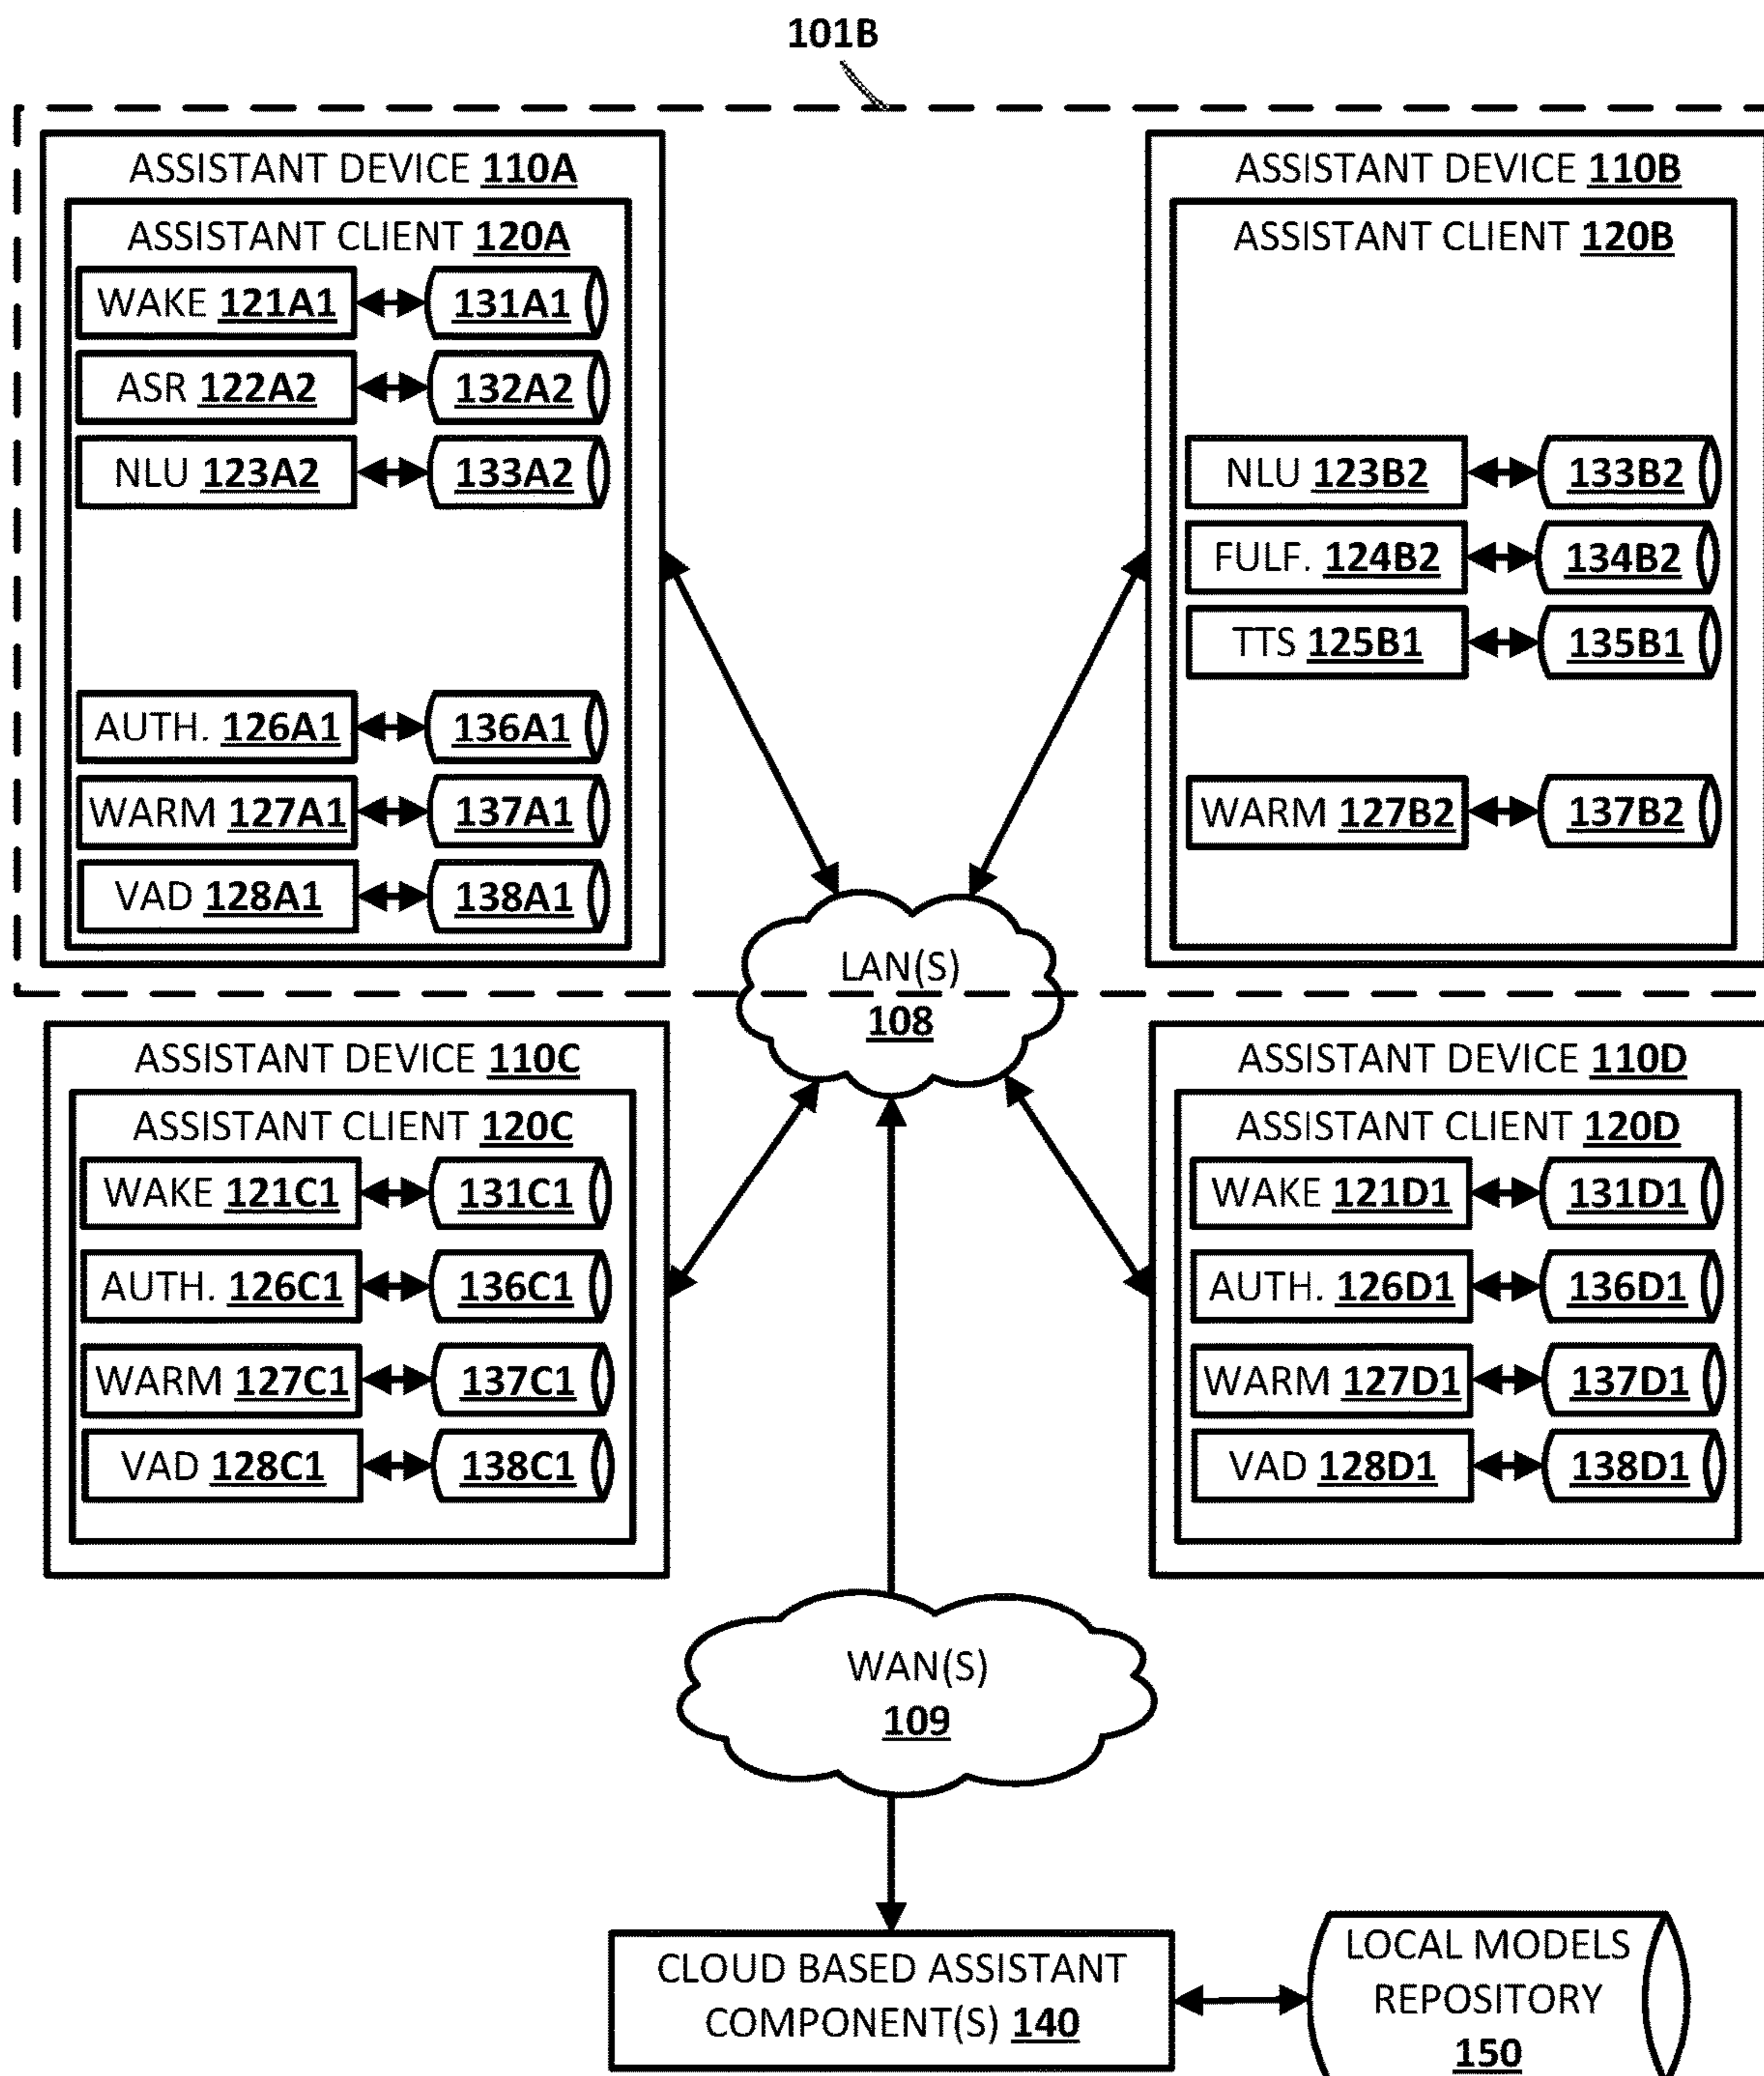 101B
ASSISTANT DEVICE 110A
ASSISTANT CLIENT 120A
WAKE 121A1
131A1
ASR 122A2
132A2
NLU 123A2
133A2
AUTH. 126A1
136A1
WARM 127A1
137A1
VAD 128A1
138A1
ASSISTANT DEVICE 110B
ASSISTANT CLIENT 120B
NLU 123B2
133B2
FULF. 124B2
134B2
TTS 125B1
135B1
WARM 127B2
137B2
LAN(S)
108
ASSISTANT DEVICE 110C
ASSISTANT CLIENT 120C
WAKE 121C1
131C1
AUTH. 126C1
136C1
WARM 127C1
137C1
VAD 128C1
138C1
ASSISTANT DEVICE 110D
ASSISTANT CLIENT 120D
WAKE 121D1
131D1
AUTH. 126D1
136D1
WARM 127D1
137D1
VAD 128D1
138D1
WAN(S)
109
CLOUD BASED ASSISTANT
COMPONENT(S) 140
LOCAL MODELS
REPOSITORY
150